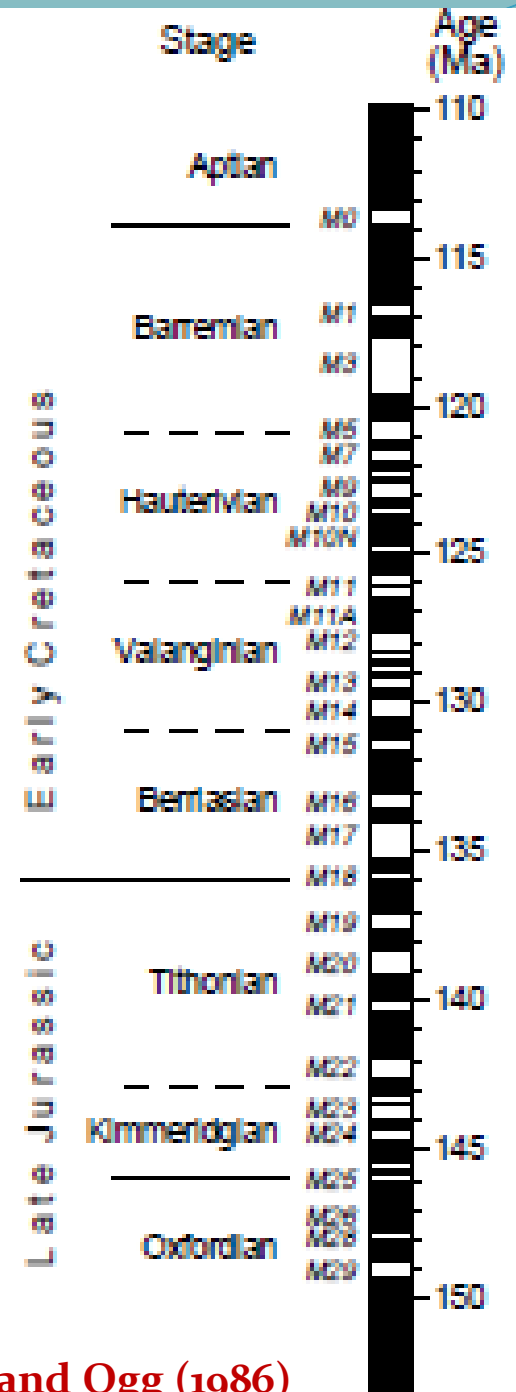 Stage
Age
(Ma)
110
Aptian
M0
115
M1
Barremian
M3
120
M5
M7
M9
Hauterivian
M10
M10N
125
M11
M11A
Valanginian
M12
M13
130
M14
M15
Berriasian
M16
M17
135
M18
M19
M20
Tithonian
M21
140
M22
M23
Kimmeridgian
M24
145
M25
M26
M28
Oxfordian
M29
150
Early Cretaceous
Late Jurassic
and Ogg (1986)